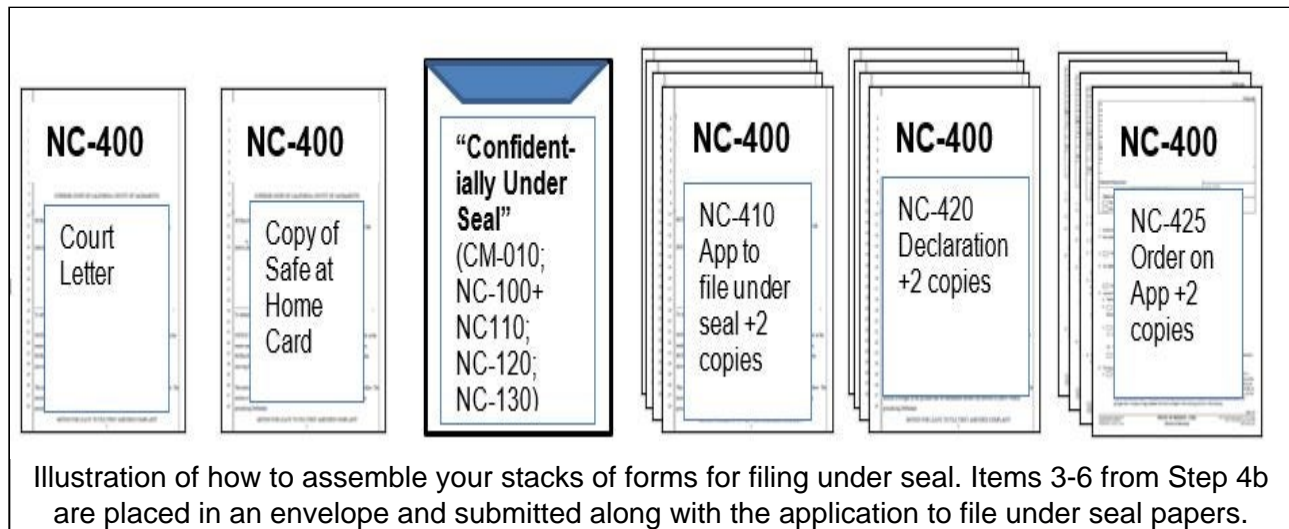 NC-400
Court
Letter
NC-400
Copy of
Safe at
Home
Card
“Confident-
ially Under
Seal”
(CM-010;
NC-100+
NC110;
NC-120;
NC-130)
NC-400
NC-410
App to
file under
seal +2
copies
NC-400
NC-420
Declaration
+2 copies
NC-400
NC-425
Order on
App +2
copies
Illustration of how to assemble your stacks of forms for filing under seal. Items 3-6 from Step 4b
are placed in an envelope and submitted along with the application to file under seal papers.